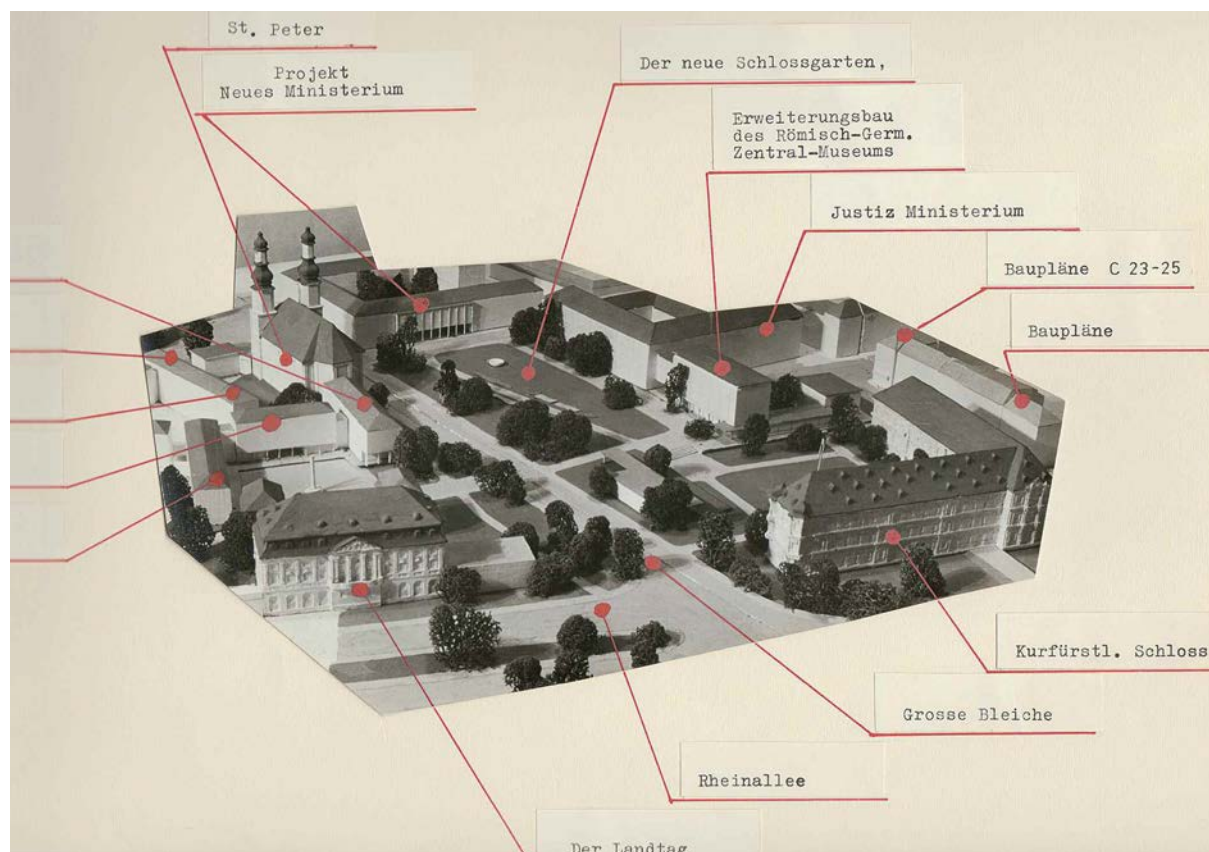 St. Peter
Projekt
Neues Ministerium
Der neue Schlossgarten,
Erweiterungsbau
des Römisch-Germ.
Zentral-Museums
Justiz Ministerium
Baupläne C 23-25
Baupläne
Kurfürstl. Schloss
Grosse Bleiche
Rheinallee
Der Landtag